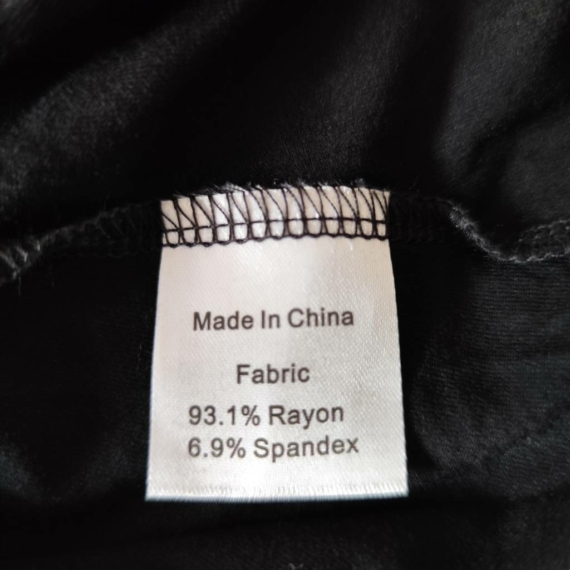 Made In China
Fabric
93.1% Rayon
6.9% Spandex